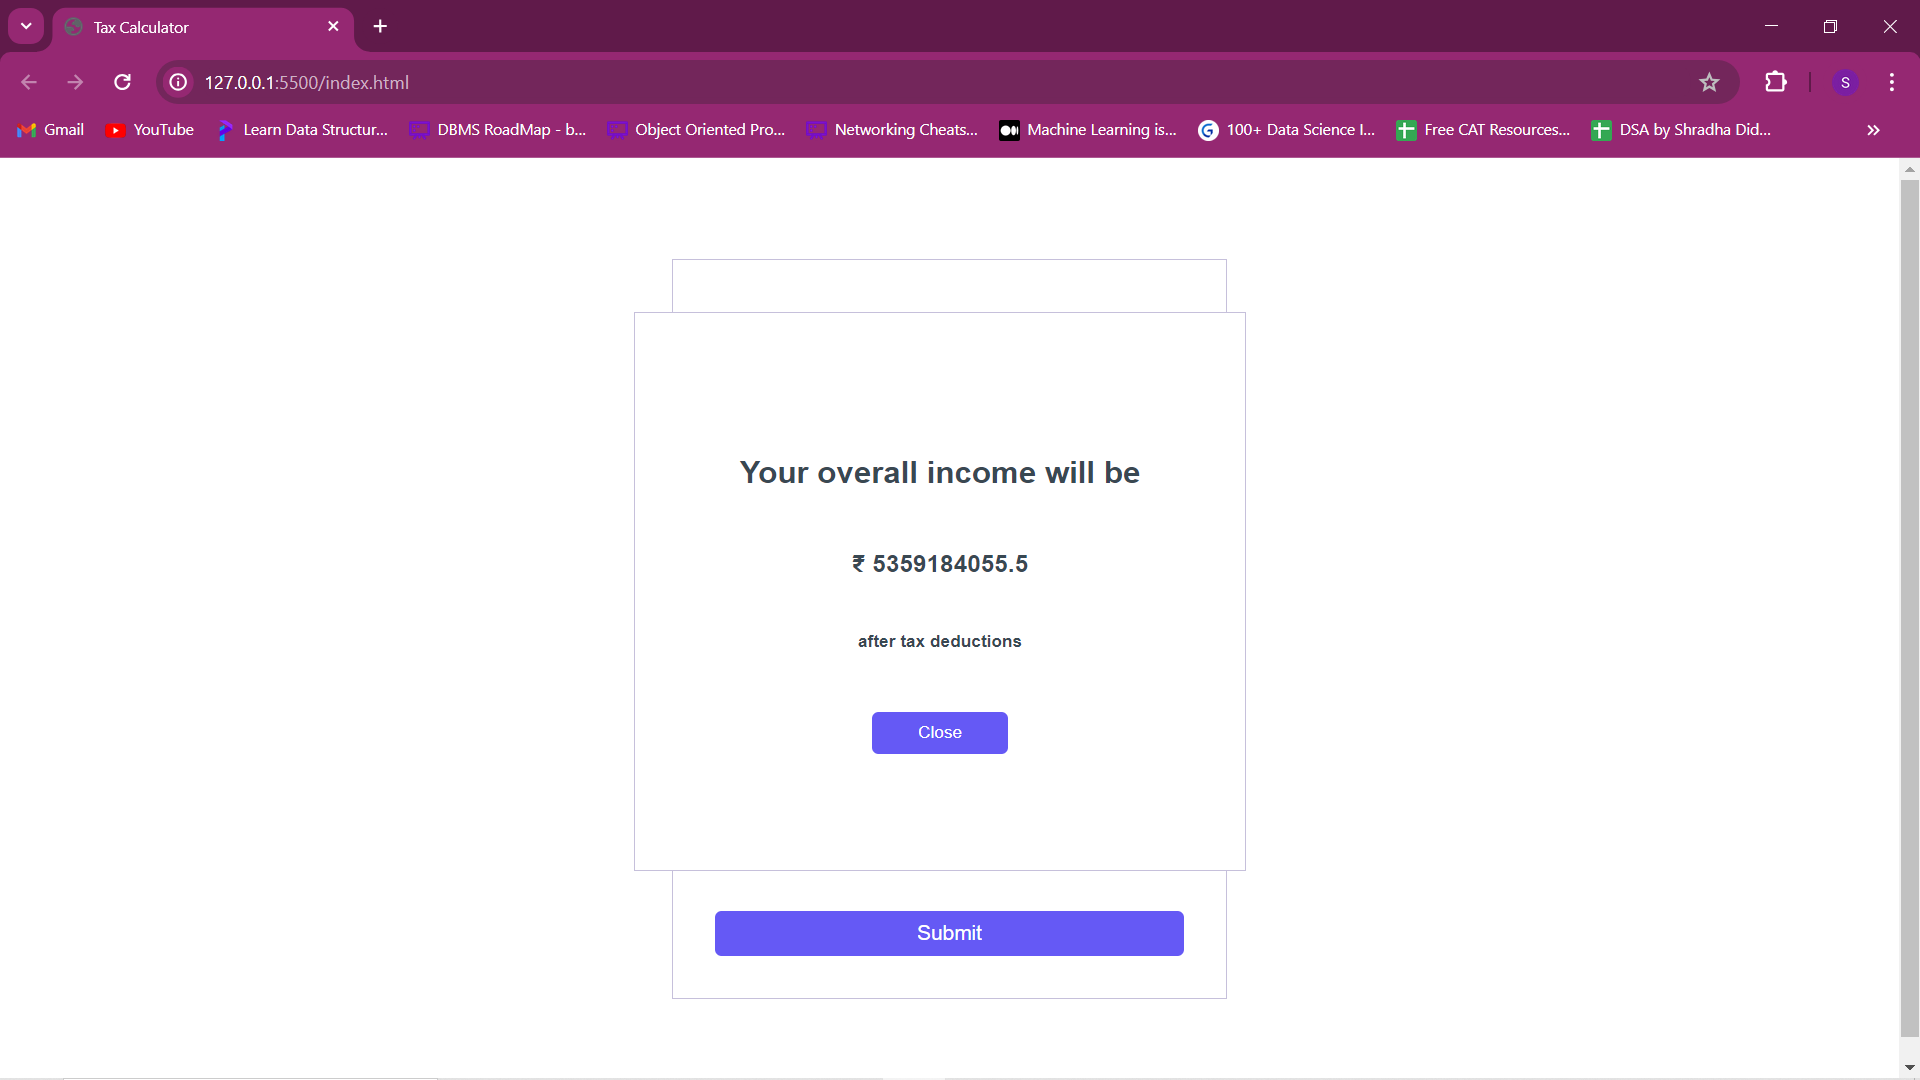 Tax Calculator
127.0.0.1:5500/index.html
S
Gmail YouTube Learn Data Structur... DBMS RoadMap - b... Object Oriented Pro... Networking Cheats... Machine Learning is... 100+ Data Science I... Free CAT Resources... DSA by Shradha Did...
Your overall income will be
₹ 5359184055.5
after tax deductions
Close
Submit